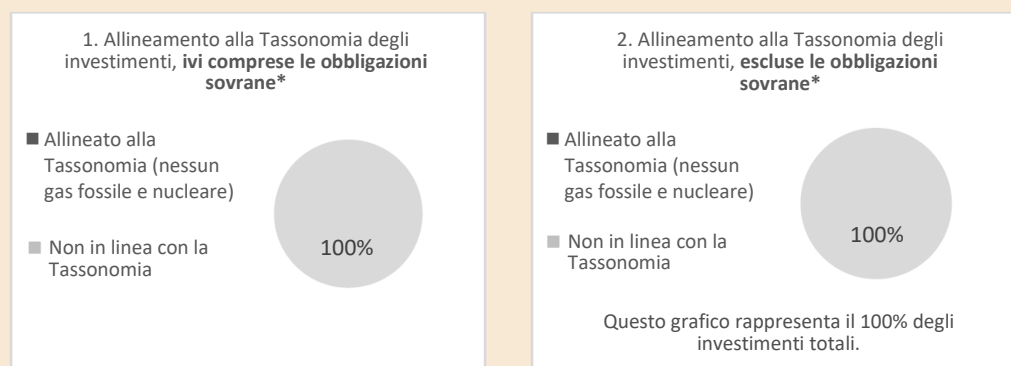 1. Allineamento alla Tassonomia degli
investimenti, ivi comprese le obbligazioni
sovrane*
Allineato alla
Tassonomia (nessun
gas fossile e nucleare)
Non in linea con la
Tassonomia
100%
2. Allineamento alla Tassonomia degli
investimenti, escluse le obbligazioni
sovrane*
Allineato alla
Tassonomia (nessun
gas fossile e nucleare)
Non in linea con la
Tassonomia
100%
Questo grafico rappresenta il 100% degli
investimenti totali.